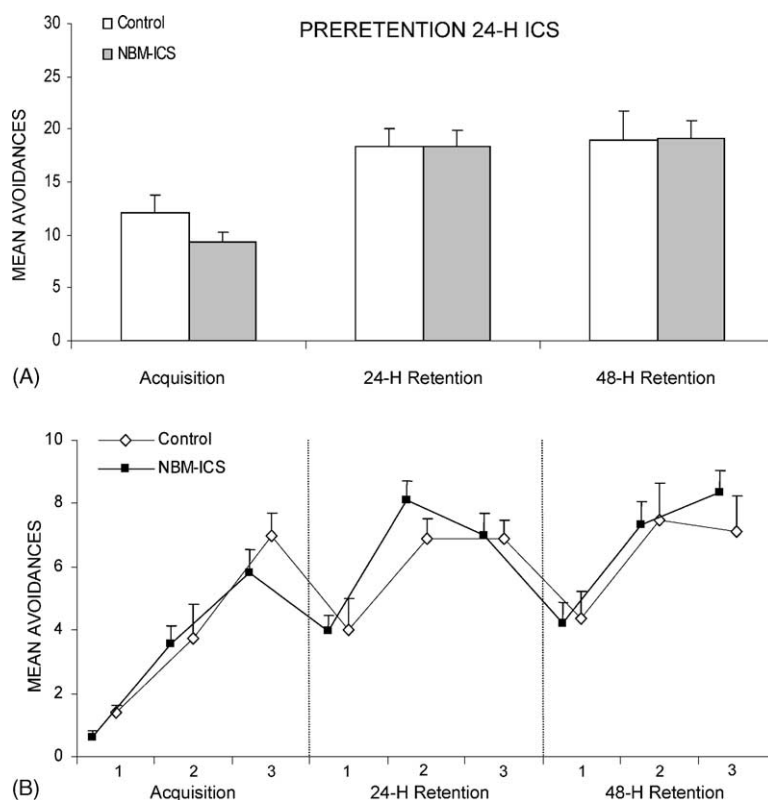 PRERETENTION 24-H ICS
Control
NBM-ICS
MEAN AVOIDANCES
30
25
20
15
10
5
0
Acquisition 24-H Retention 48-H Retention
(A)
Control
NBM-ICS
MEAN AVOIDANCES
10
8
6
4
2
0
1 2 3 1 2 3 1 2 3
Acquisition 24-H Retention 48-H Retention
(B)